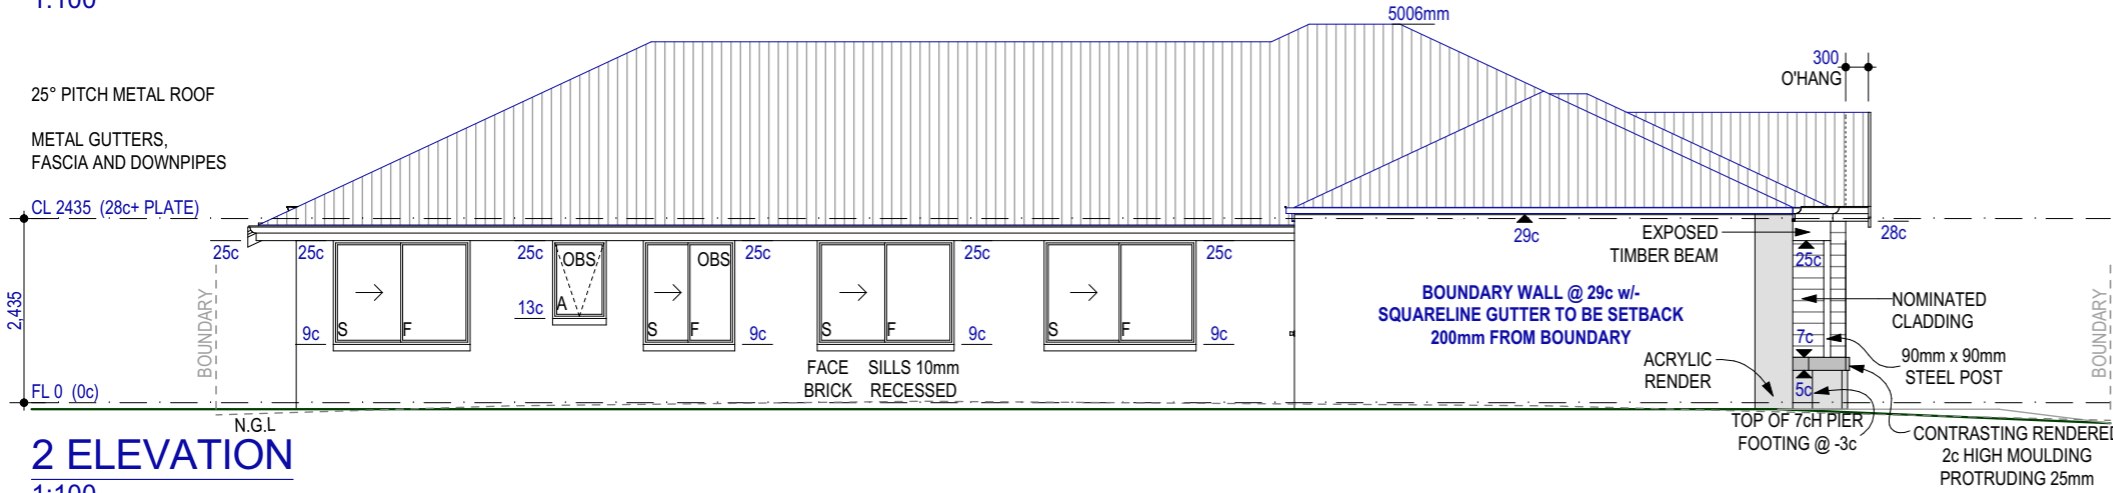 1:100
5006mm
300
O'HANG
25° PITCH METAL ROOF
METAL GUTTERS,
FASCIA AND DOWNPIPES
CL 2435 (28c+ PLATE)
2,435
FL 0 (0c)
BOUNDARY
N.G.L
25c
25c
9c
S
F
25c
13c
OBS
A
OBS
S
F
25c
9c
S
F
25c
9c
S
F
25c
9c
FACE
BRICK
SILLS 10mm
RECESSED
29c
EXPOSED
TIMBER BEAM
28c
25c
BOUNDARY WALL @ 29c w/-
SQUARELINE GUTTER TO BE SETBACK
200mm FROM BOUNDARY
NOMINATED
CLADDING
7c
90mm x 90mm
STEEL POST
ACRYLIC
RENDER
5c
BOUNDARY
TOP OF 7cH PIER
FOOTING @ -3c
CONTRASTING RENDERED
2c HIGH MOULDING
PROTRUDING 25mm
2 ELEVATION
1:100